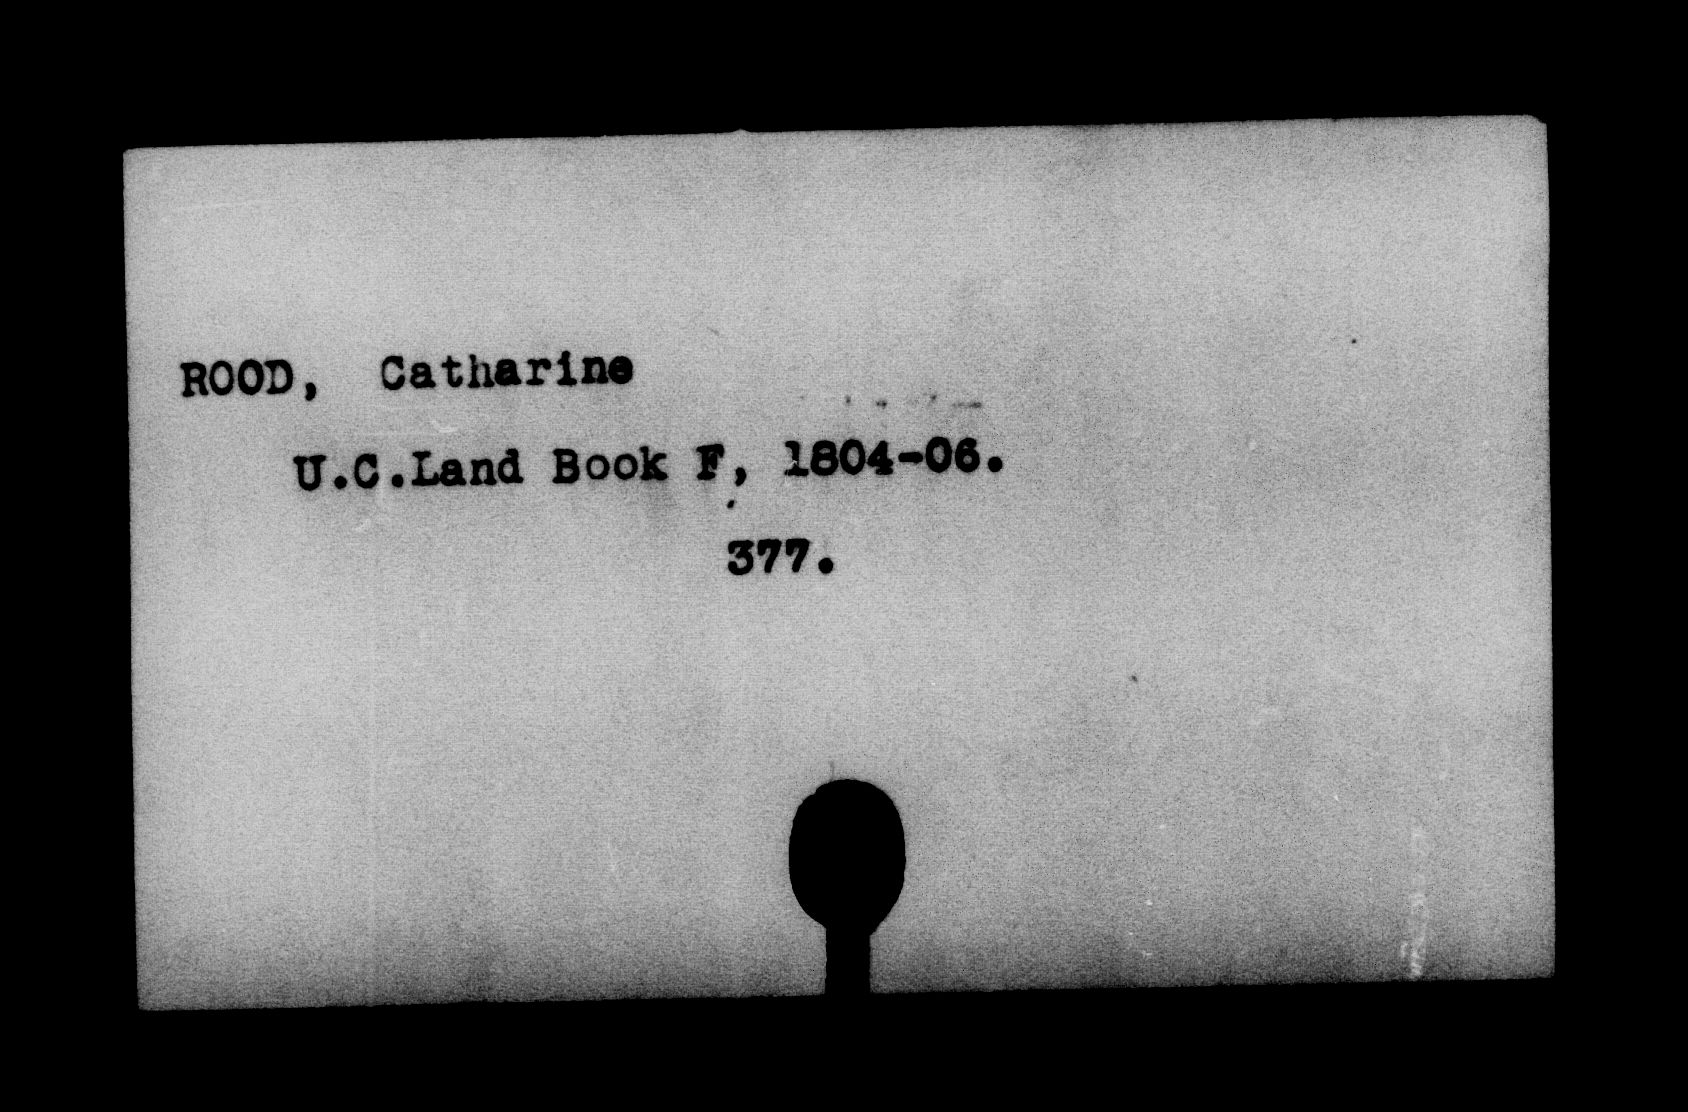 ROOD, Catharine
U.C.Land Book F, 1804-06.
377.